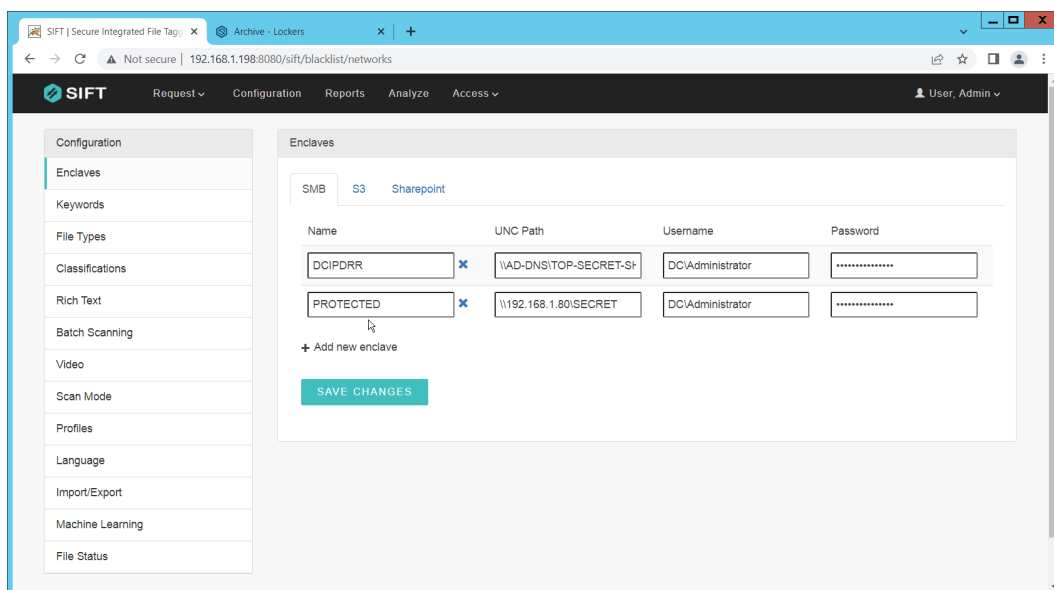 SIFT | Secure Integrated File Tagg
Archive - Lockers
Not secure | 192.168.1.198:8080/sift/blacklist/networks
SIFT Request Configuration Reports Analyze Access User, Admin
Configuration
Enclaves
Keywords
File Types
Classifications
Rich Text
Batch Scanning
Video
Scan Mode
Profiles
Language
Import/Export
Machine Learning
File Status
Enclaves
SMB S3 Sharepoint
Name UNC Path Username Password
DCIPDRR \\AD-DNS\TOP-SECRET-SH DC\Administrator •••••••••••••••
PROTECTED \\192.168.1.80\SECRET DC\Administrator •••••••••••••••
+ Add new enclave
SAVE CHANGES